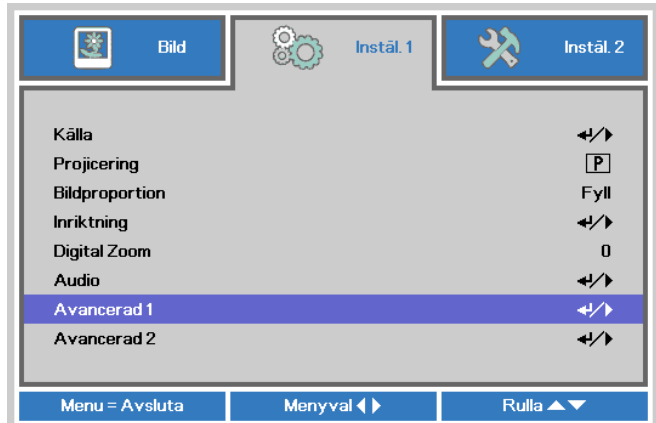 Bild Instäl. 1 Instäl. 2
Källa
Projicering P
Bildproportion Fyll
Inriktning
Digital Zoom 0
Audio
Avancerad 1
Avancerad 2
Menu = Avsluta Menyval Rulla